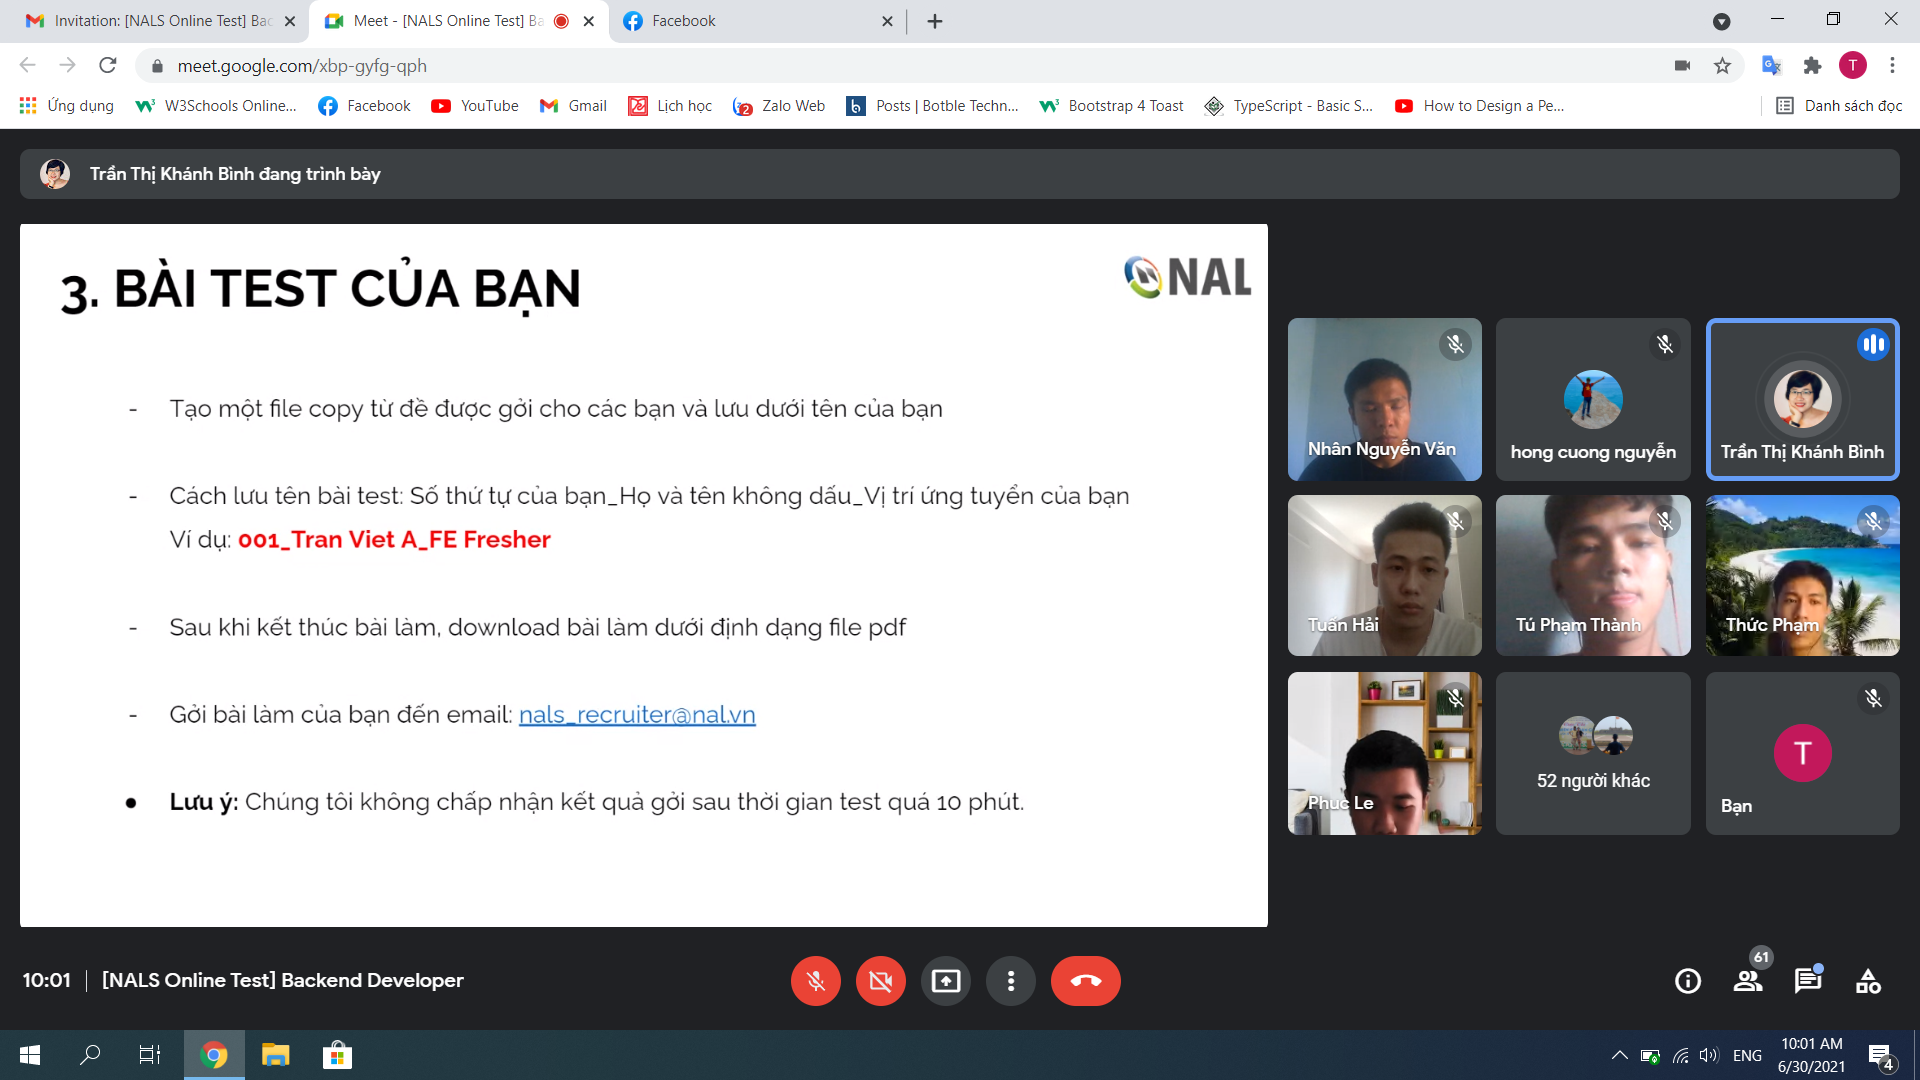 Invitation: [NALS Online Test] Bac
Meet - [NALS Online Test] Ba
Facebook
meet.google.com/xbp-gyfg-qph
T
Ứng dụng
W3Schools Online...
Facebook
YouTube
Gmail
Lịch học
Zalo Web
Posts | Botble Techn...
Bootstrap 4 Toast
TypeScript - Basic S...
How to Design a Pe...
Danh sách đọc
Trần Thị Khánh Bình đang trình bày
3. BÀI TEST CỦA BẠN
NAL
- Tạo một file copy từ đề được gởi cho các bạn và lưu dưới tên của bạn
- Cách lưu tên bài test: Số thứ tự của bạn_Họ và tên không dấu_Vị trí ứng tuyển của bạn
Ví dụ: 001_Tran Viet A_FE Fresher
- Sau khi kết thúc bài làm, download bài làm dưới định dạng file pdf
- Gởi bài làm của bạn đến email: nals_recruiter@nal.vn
● Lưu ý: Chúng tôi không chấp nhận kết quả gởi sau thời gian test quá 10 phút.
Nhân Nguyễn Văn
hong cuong nguyễn
Trần Thị Khánh Bình
Tuấn Hải
Tú Phạm Thành
Thức Phạm
Phuc Le
52 người khác
T
Bạn
10:01 | [NALS Online Test] Backend Developer
61
ENG
10:01 AM
6/30/2021
4